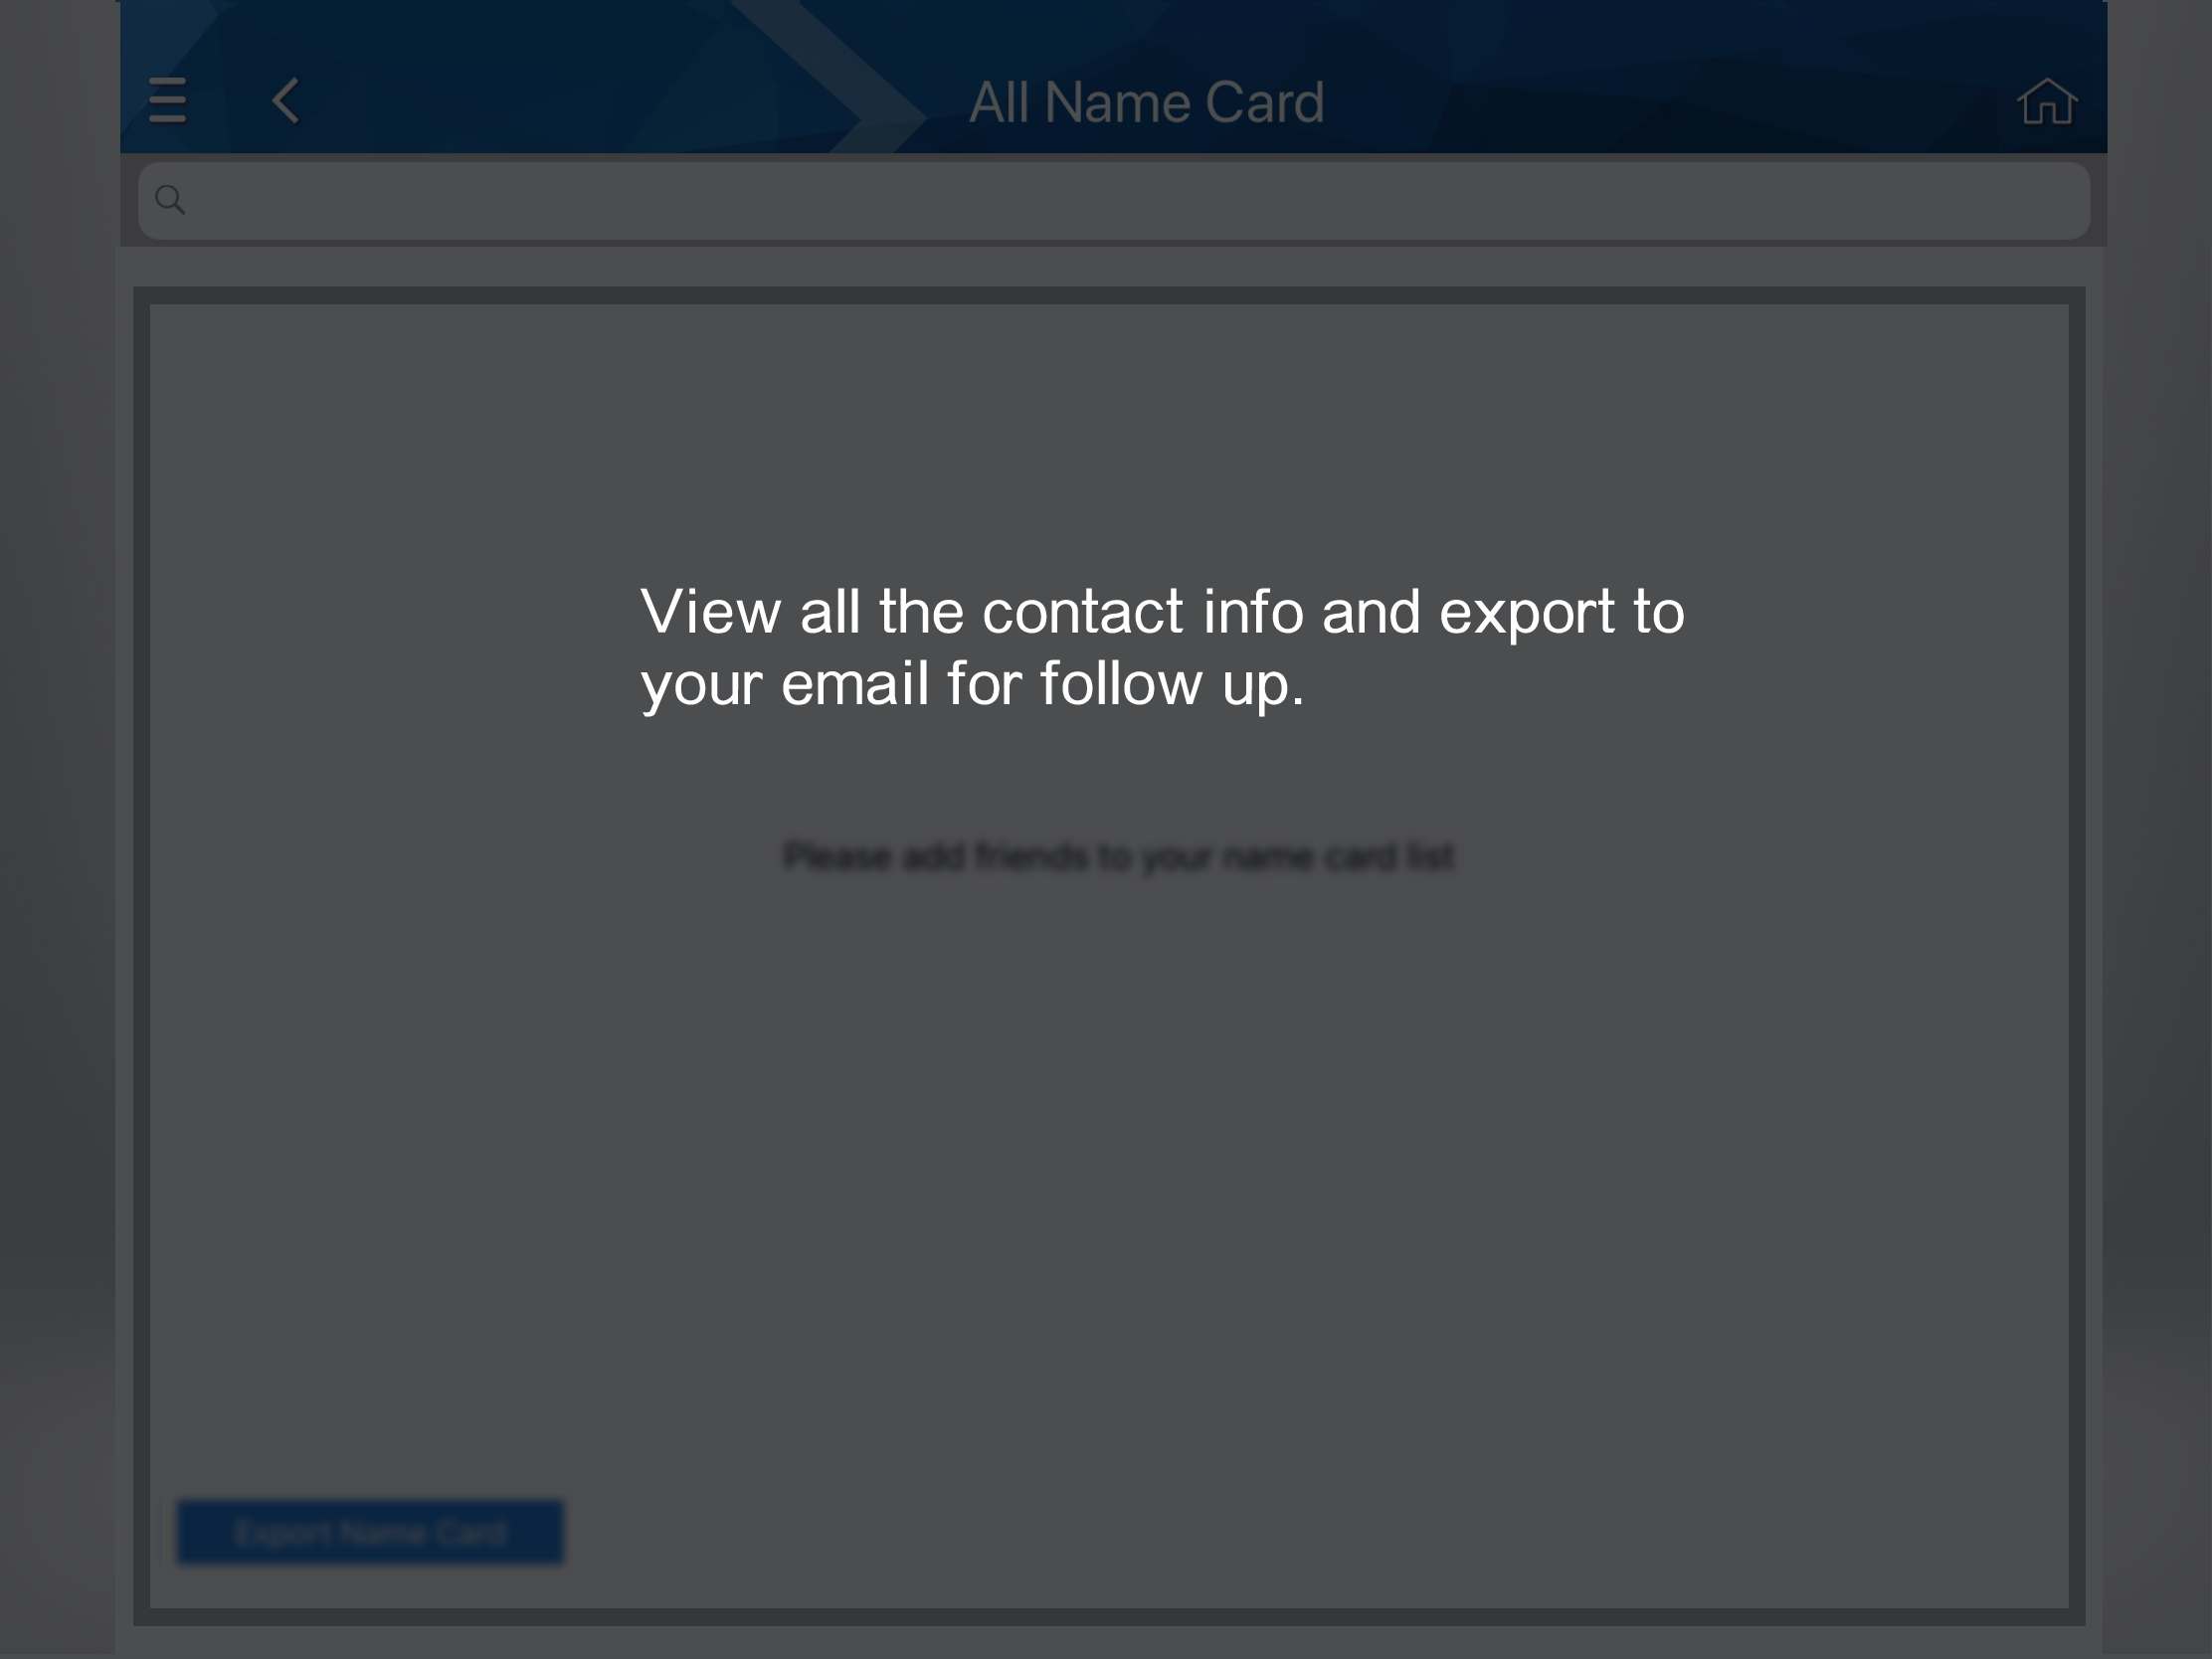 All Name Card
View all the contact info and export to
your email for follow up.
Please add friends to your name card list
Export Name Card